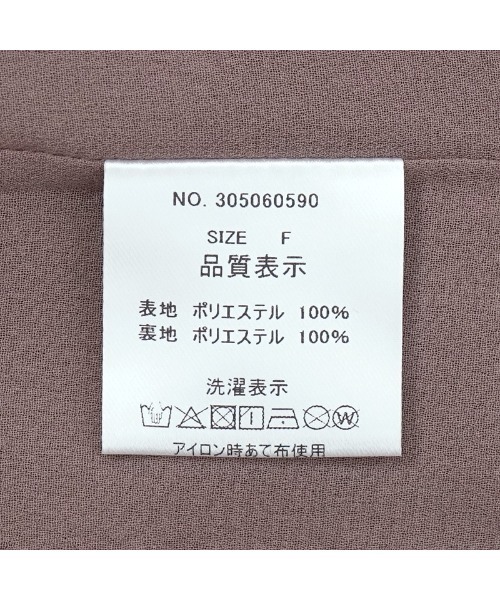 NO. 305060590
SIZE F
品質表示
表地 ポリエステル 100%
裏地 ポリエステル 100%
洗濯表示
W
アイロン時あて布使用